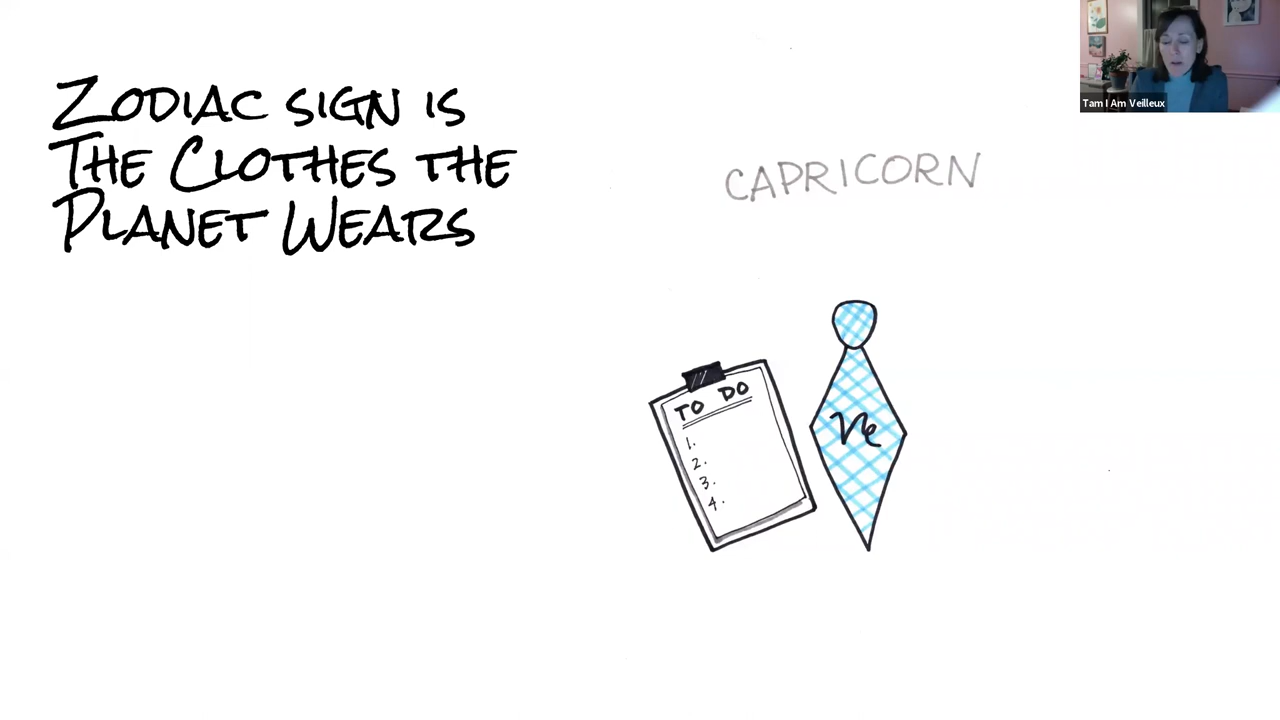 Zodiac sign is
The Clothes the
Planet Wears
Tam I Am Veilleux
CAPRICORN
TO DO
1.
2.
3.
4.